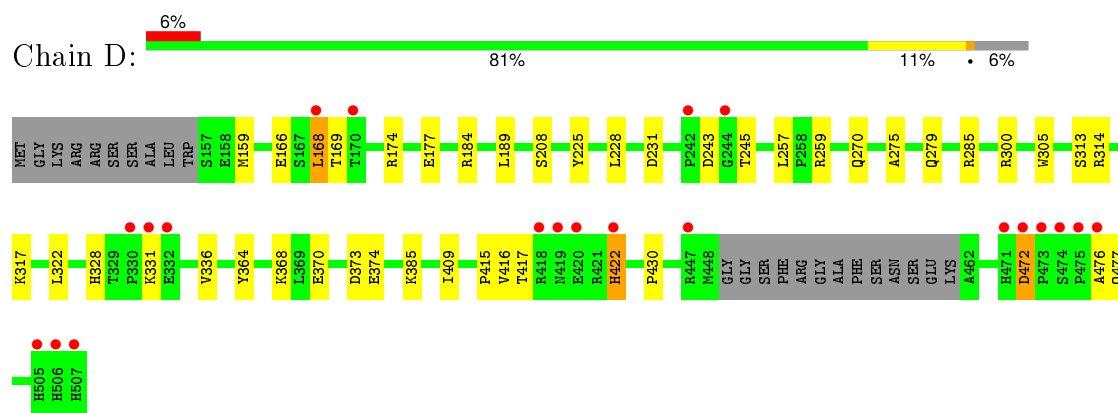 6%
Chain D: 81% 11% • 6%
MET GLY LYS ARG ARG SER SER ALA LEU TRP S157 E158 M159 E166 S167 L168 T169 T170 R174 E177 R184 L189 S208 Y225 L228 D231 P242 D243 G244 T245 L257 P258 R259 Q270 A275 Q279 R285 R300 W305 S313 R314
K317 L322 H328 T329 P330 K331 E332 V336 Y364 K368 L369 E370 D373 E374 K385 I409 P415 V416 T417 R418 N419 E420 R421 H422 P430 R447 M448 GLY GLY SER PHE ARG GLY ALA PHE SER ASN SER GLU LYS A462 H471 D472 P473 S474 P475 A476 Q477
H505 H506 H507